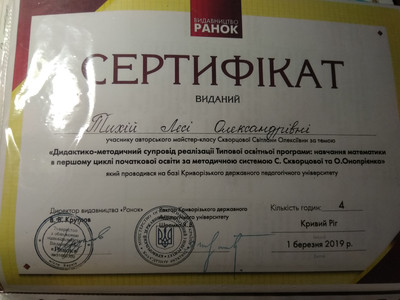 ВИДАВНИЦТВО
РАНОК
СЕРТИФІКАТ
ВИДАНИЙ
Тихій Лесі Олександрівні
учаснику авторського майстер-класу Скворцової Світлани Олексіївни за темою
«Дидактико-методичний супровід реалізації Типової освітньої програми: навчання математики
в першому циклі початкової освіти за методичною системою С. Скворцової та О.Онопрієнко»
який проводився на базі Криворізького державного педагогічного університету
Директор видавництва «Ранок»
В. В. Круглов
Ректор Криворізького державного
педагогічного університету
Кількість годин: 4
Кривий Ріг
1 березня 2019 р.